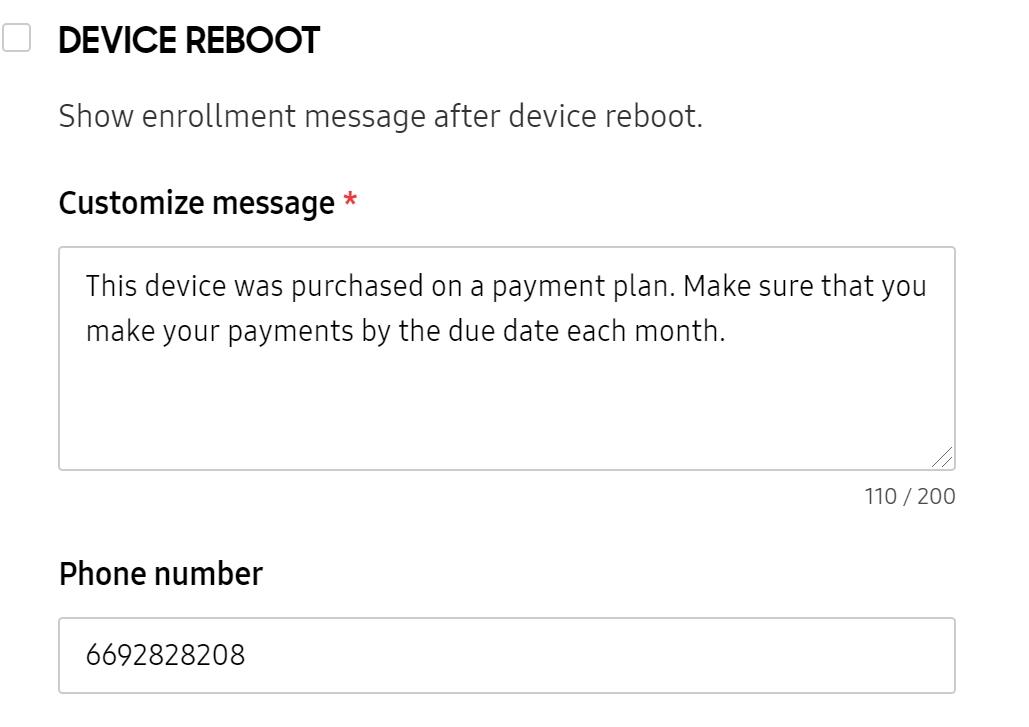 DEVICE REBOOT
Show enrollment message after device reboot.
Customize message *
This device was purchased on a payment plan. Make sure that you
make your payments by the due date each month.
110 / 200
Phone number
6692828208